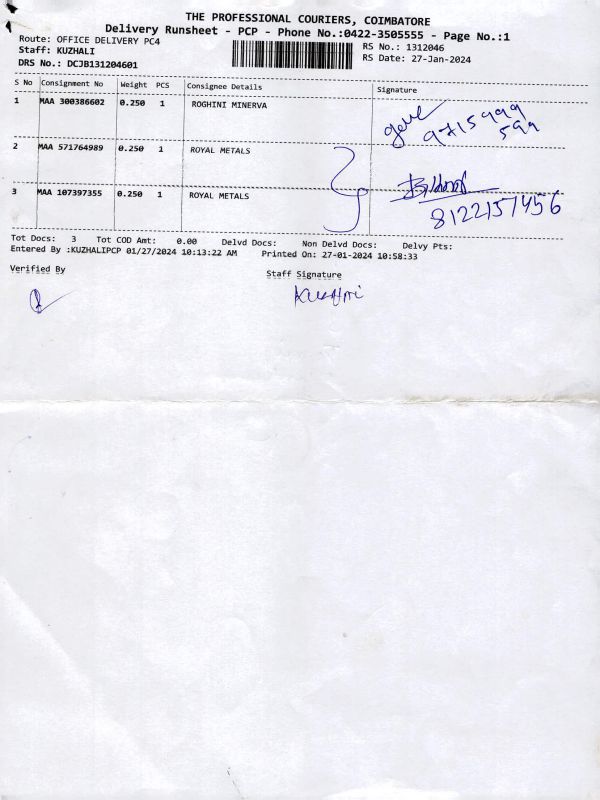 THE PROFESSIONAL COURIERS, COIMBATORE
Delivery Runsheet - PCP - Phone No.:0422-3505555 - Page No.:1
Route: OFFICE DELIVERY PC4
RS No.: 1312046
Staff: KUZHALI
RS Date: 27-Jan-2024
DRS No.: DCJB131204601
S No Consignment No Weight PCS Consignee Details Signature
1 MAA 300386602 0.250 1 ROGHINI MINERVA
9715999
599
2 MAA 571764989 0.250 1 ROYAL METALS
3 MAA 107397355 0.250 1 ROYAL METALS
8122157456
Tot Docs: 3 Tot COD Amt: 0.00 Delvd Docs: Non Delvd Docs: Delvy Pts:
Entered By :KUZHALIPCP 01/27/2024 10:13:22 AM Printed On: 27-01-2024 10:58:33
Verified By Staff Signature